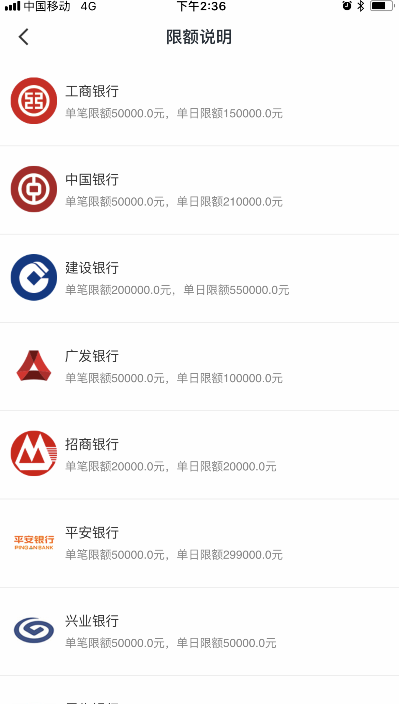 中国移动 4G 下午2:36
限额说明
工商银行
单笔限额50000.0元，单日限额150000.0元
中国银行
单笔限额50000.0元，单日限额210000.0元
建设银行
单笔限额200000.0元，单日限额550000.0元
广发银行
单笔限额50000.0元，单日限额100000.0元
招商银行
单笔限额20000.0元，单日限额20000.0元
平安银行
PINGANBANK
平安银行
单笔限额50000.0元，单日限额299000.0元
兴业银行
单笔限额50000.0元，单日限额50000.0元